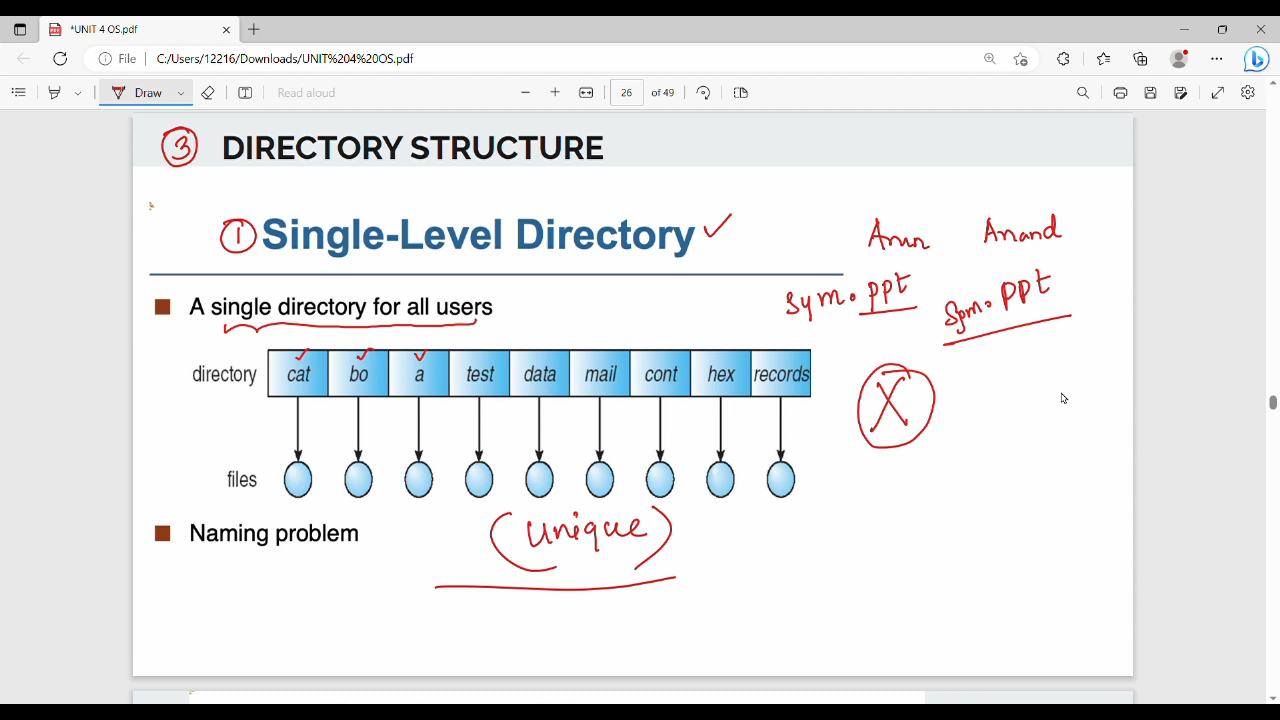 *UNIT 4 OS.pdf
File C:/Users/12216/Downloads/UNIT%204%20OS.pdf
Draw Read aloud 26 of 49
3 DIRECTORY STRUCTURE
1 Single-Level Directory
Arun Anand
sym.ppt sym.ppt
A single directory for all users
directory cat bo a test data mail cont hex records
X
files
Naming problem (unique)